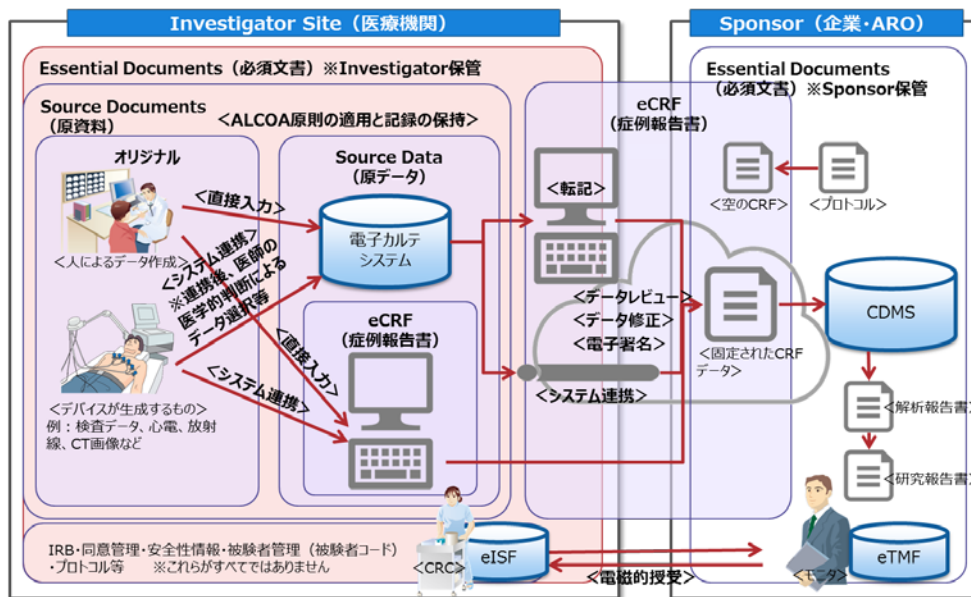 Investigator Site（医療機関）
Sponsor（企業・ARO）
Essential Documents（必須文書）※Investigator保管
Source Documents
（原資料）
＜ALCOA原則の適用と記録の保持＞
オリジナル
＜人によるデータ作成＞
＜デバイスが生成するもの＞
例：検査データ、心電、放射
線、CT画像など
＜直接入力＞
＜システム連携＞
※連携後、医師の
医学的判断による
データ選択等
＜直接入力＞
＜システム連携＞
Source Data
（原データ）
電子カルテ
システム
eCRF
（症例報告書）
eCRF
（症例報告書）
＜転記＞
＜データレビュー＞
＜データ修正＞
＜電子署名＞
＜システム連携＞
Essential Documents
（必須文書）※Sponsor保管
＜空のCRF＞
＜プロトコル＞
＜固定されたCRF
データ＞
CDMS
＜解析報告書＞
＜研究報告書＞
IRB・同意管理・安全性情報・被験者管理（被験者コード）
・プロトコル等　※これらがすべてではありません
＜CRC＞
eISF
＜電磁的授受＞
＜モニタ＞
eTMF